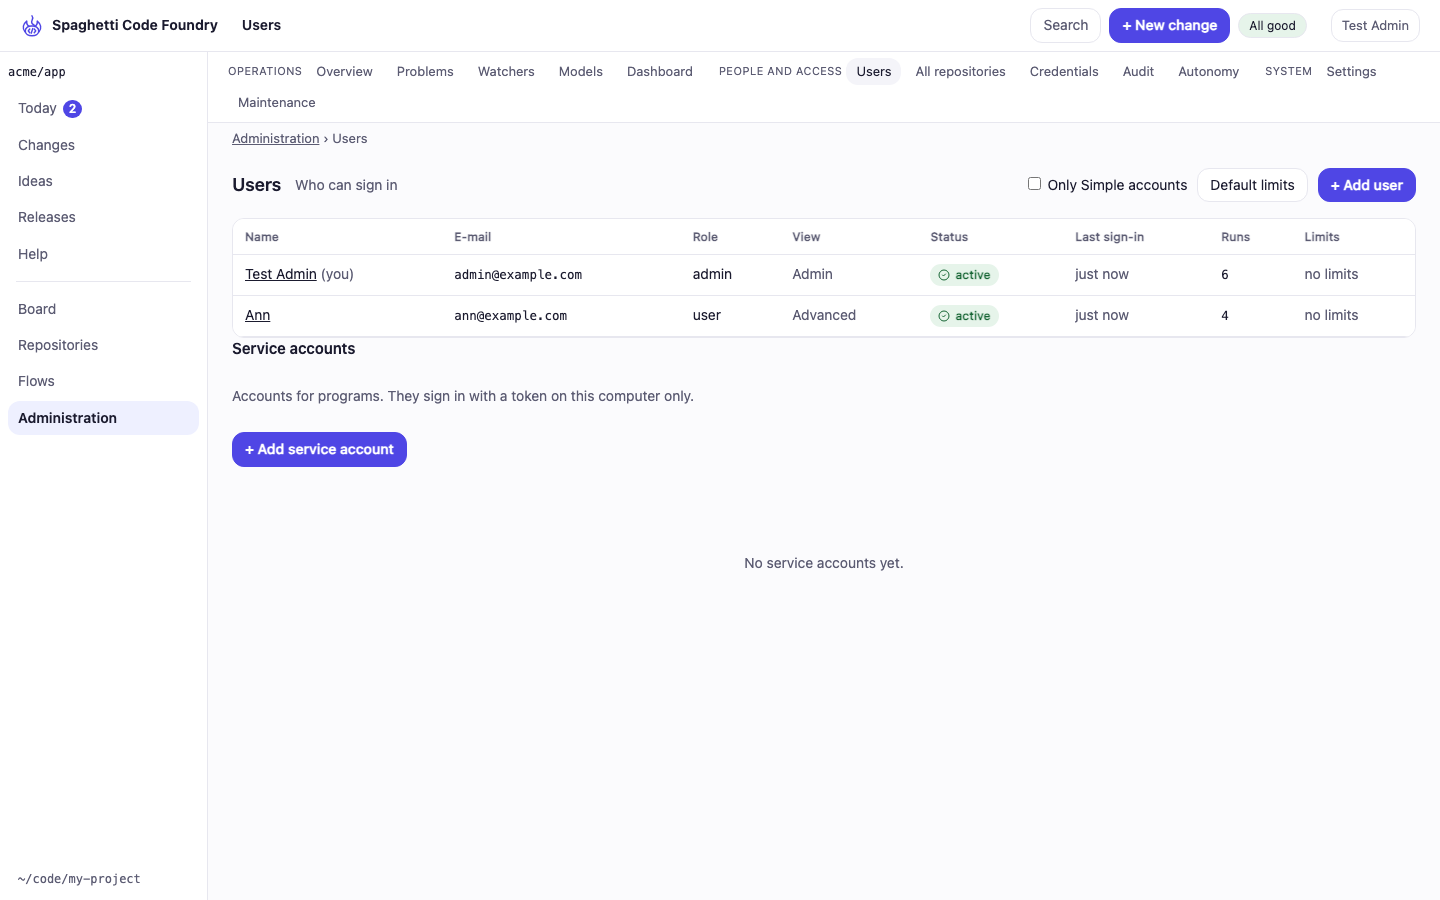 Spaghetti Code Foundry Users Search + New change All good Test Admin
acme/app
Today 2
Changes
Ideas
Releases
Help
Board
Repositories
Flows
Administration
~/code/my-project
OPERATIONS Overview Problems Watchers Models Dashboard PEOPLE AND ACCESS Users All repositories Credentials Audit Autonomy SYSTEM Settings
Maintenance
Administration › Users
Users Who can sign in Only Simple accounts Default limits + Add user
Name E-mail Role View Status Last sign-in Runs Limits
Test Admin (you) admin@example.com admin Admin active just now 6 no limits
Ann ann@example.com user Advanced active just now 4 no limits
Service accounts
Accounts for programs. They sign in with a token on this computer only.
+ Add service account
No service accounts yet.